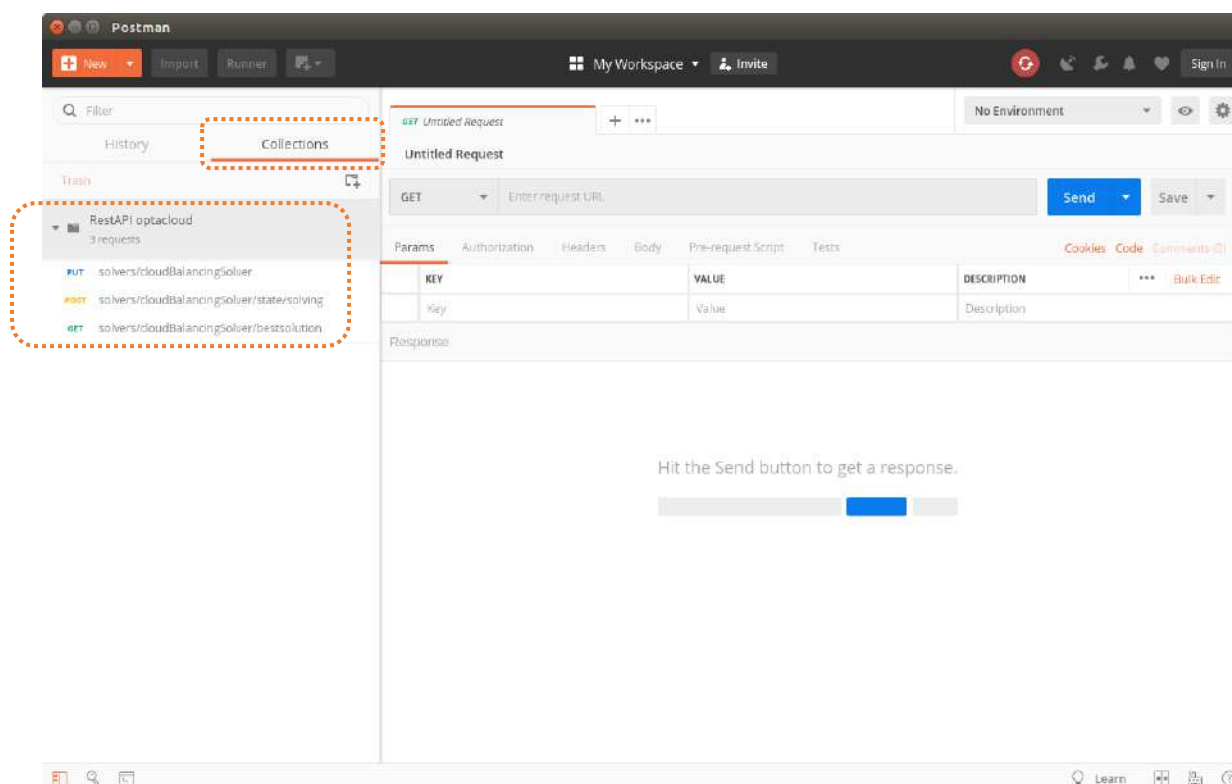 Postman
New
Import
Runner
My Workspace
Invite
Sign In
Filter
History
Collections
Trash
RestAPI optacloud
3 requests
PUT solvers/cloudBalancingSolver
POST solvers/cloudBalancingSolver/state/solving
GET solvers/cloudBalancingSolver/bestsolution
GET Untitled Request
+ •••
No Environment
Untitled Request
GET
Enter request URL
Send
Save
Params Authorization Headers Body Pre-request Script Tests
Cookies Code Comments (0)
KEY VALUE DESCRIPTION ••• Bulk Edit
Key Value Description
Response
Hit the Send button to get a response.
Learn